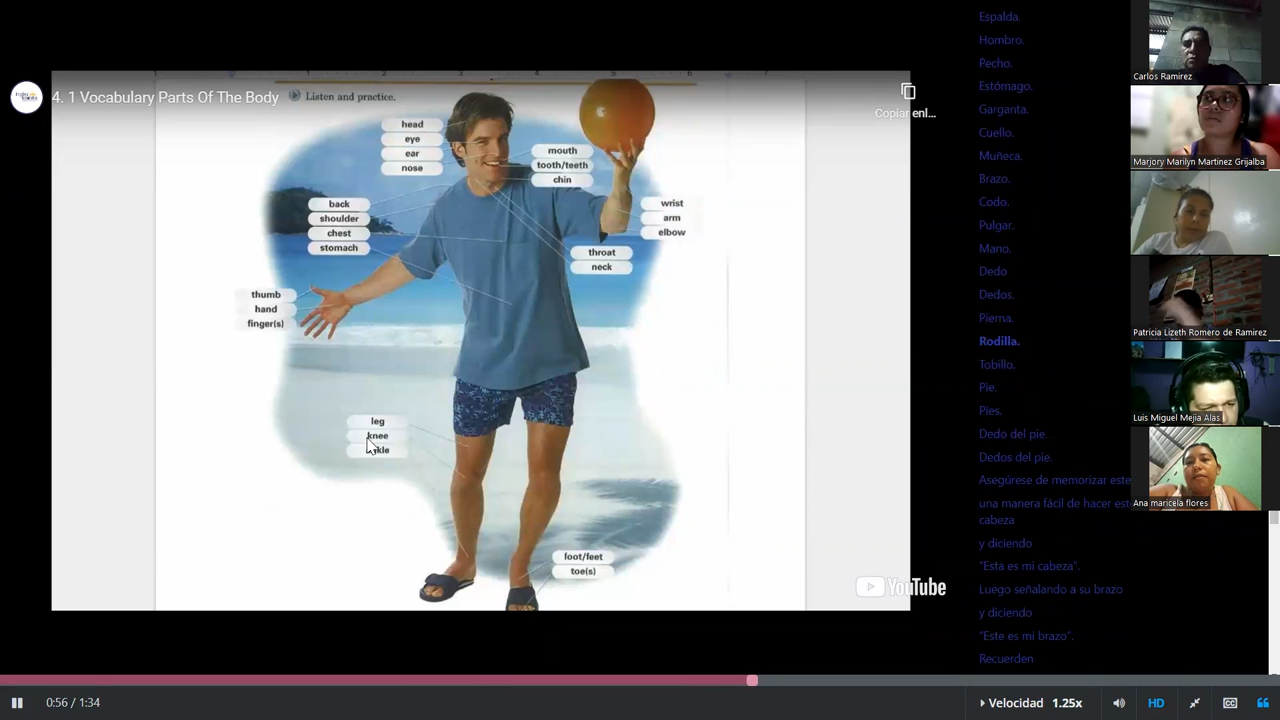 4. 1 Vocabulary Parts Of The Body
Listen and practice.
Copiar enl...
head
eye
ear
nose
mouth
tooth/teeth
chin
back
shoulder
chest
stomach
wrist
arm
elbow
throat
neck
thumb
hand
finger(s)
leg
knee
foot/feet
toe(s)
YouTube
Espalda.
Hombro.
Pecho.
Estómago.
Garganta.
Cuello.
Muñeca.
Brazo.
Codo.
Pulgar.
Mano.
Dedo
Dedos.
Pierna.
Rodilla.
Tobillo.
Pie.
Pies.
Dedo del pie.
Dedos del pie.
Asegúrese de memorizar este
una manera fácil de hacer est
cabeza
y diciendo
"Esta es mi cabeza".
Luego señalando a su brazo
y diciendo
"Este es mi brazo".
Recuerden
Carlos Ramirez
Marjory Marilyn Martinez Grijalba
Patricia Lizeth Romero de Ramirez
Luis Miguel Mejia Alas
Ana maricela flores
0:56 / 1:34
Velocidad 1.25x
HD
CC